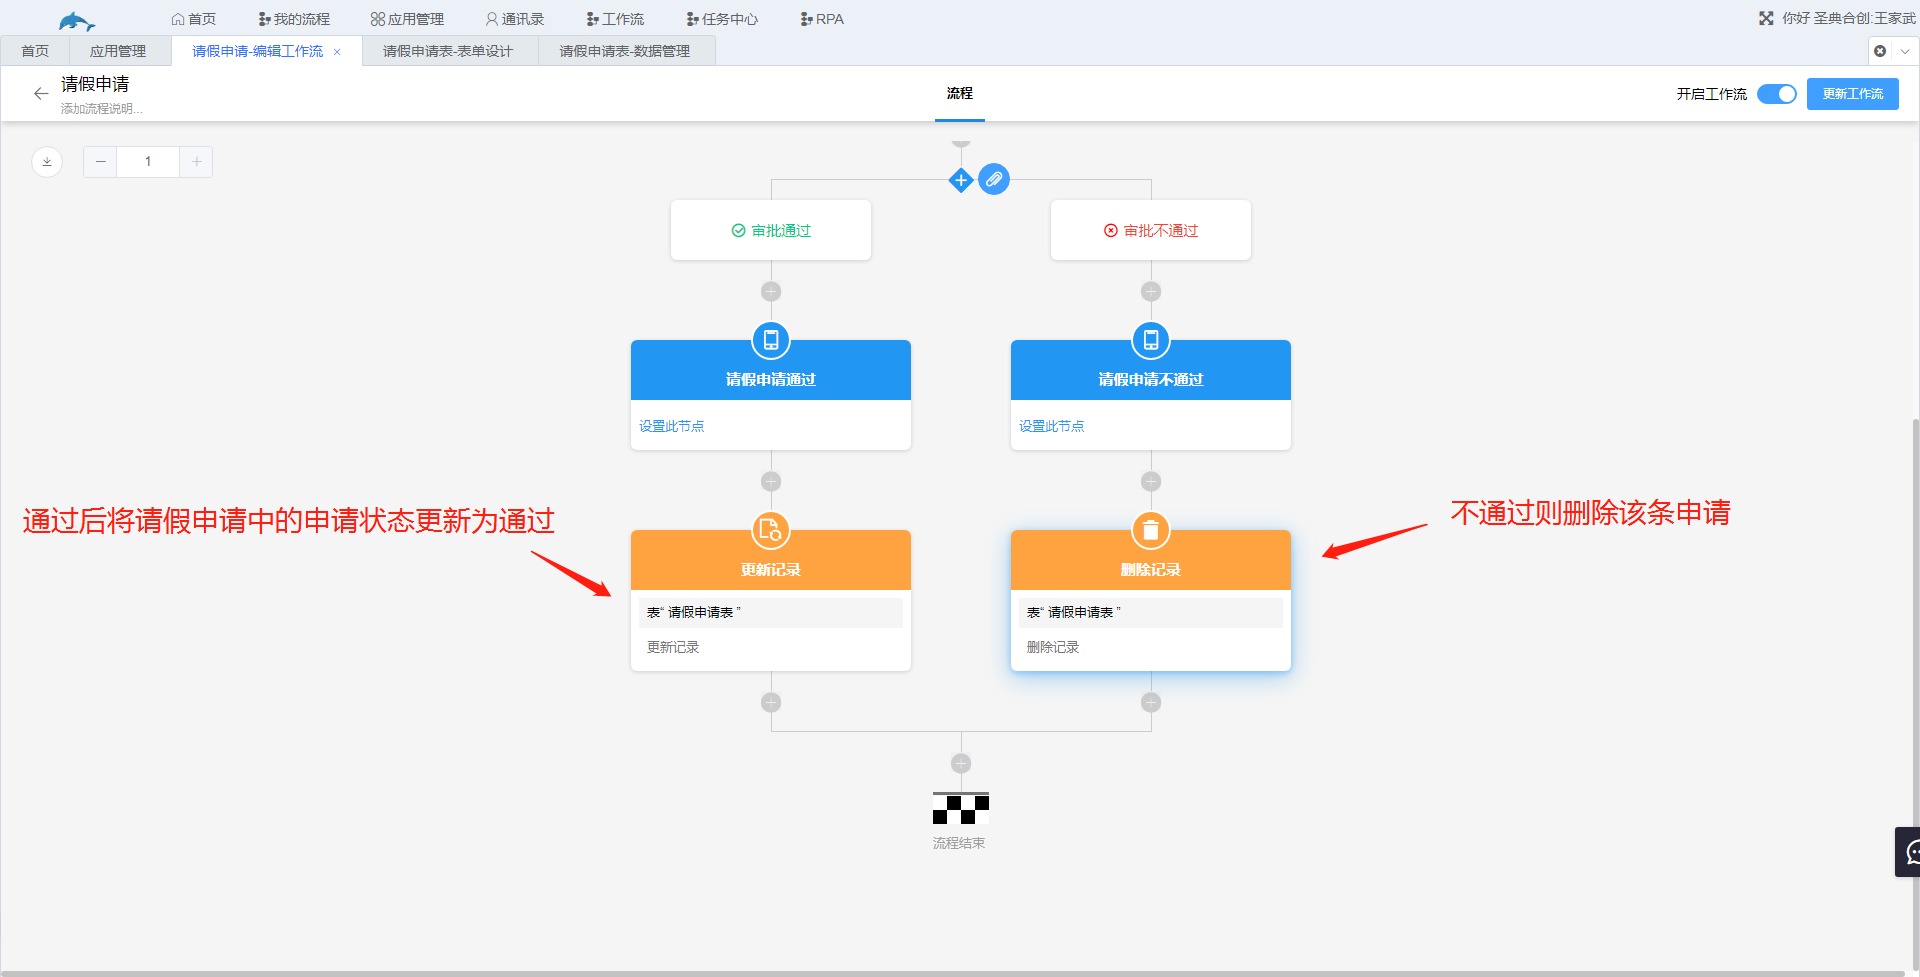 首页 我的流程 应用管理 通讯录 工作流 任务中心 RPA 你好 圣典合创:王家武
首页 应用管理 请假申请-编辑工作流 × 请假申请表-表单设计 请假申请表-数据管理
请假申请
添加流程说明...
流程
开启工作流 更新工作流
1
审批通过 审批不通过
请假申请通过 请假申请不通过
设置此节点 设置此节点
通过后将请假申请中的申请状态更新为通过
不通过则删除该条申请
更新记录 删除记录
表“ 请假申请表 ” 表“ 请假申请表 ”
更新记录 删除记录
流程结束